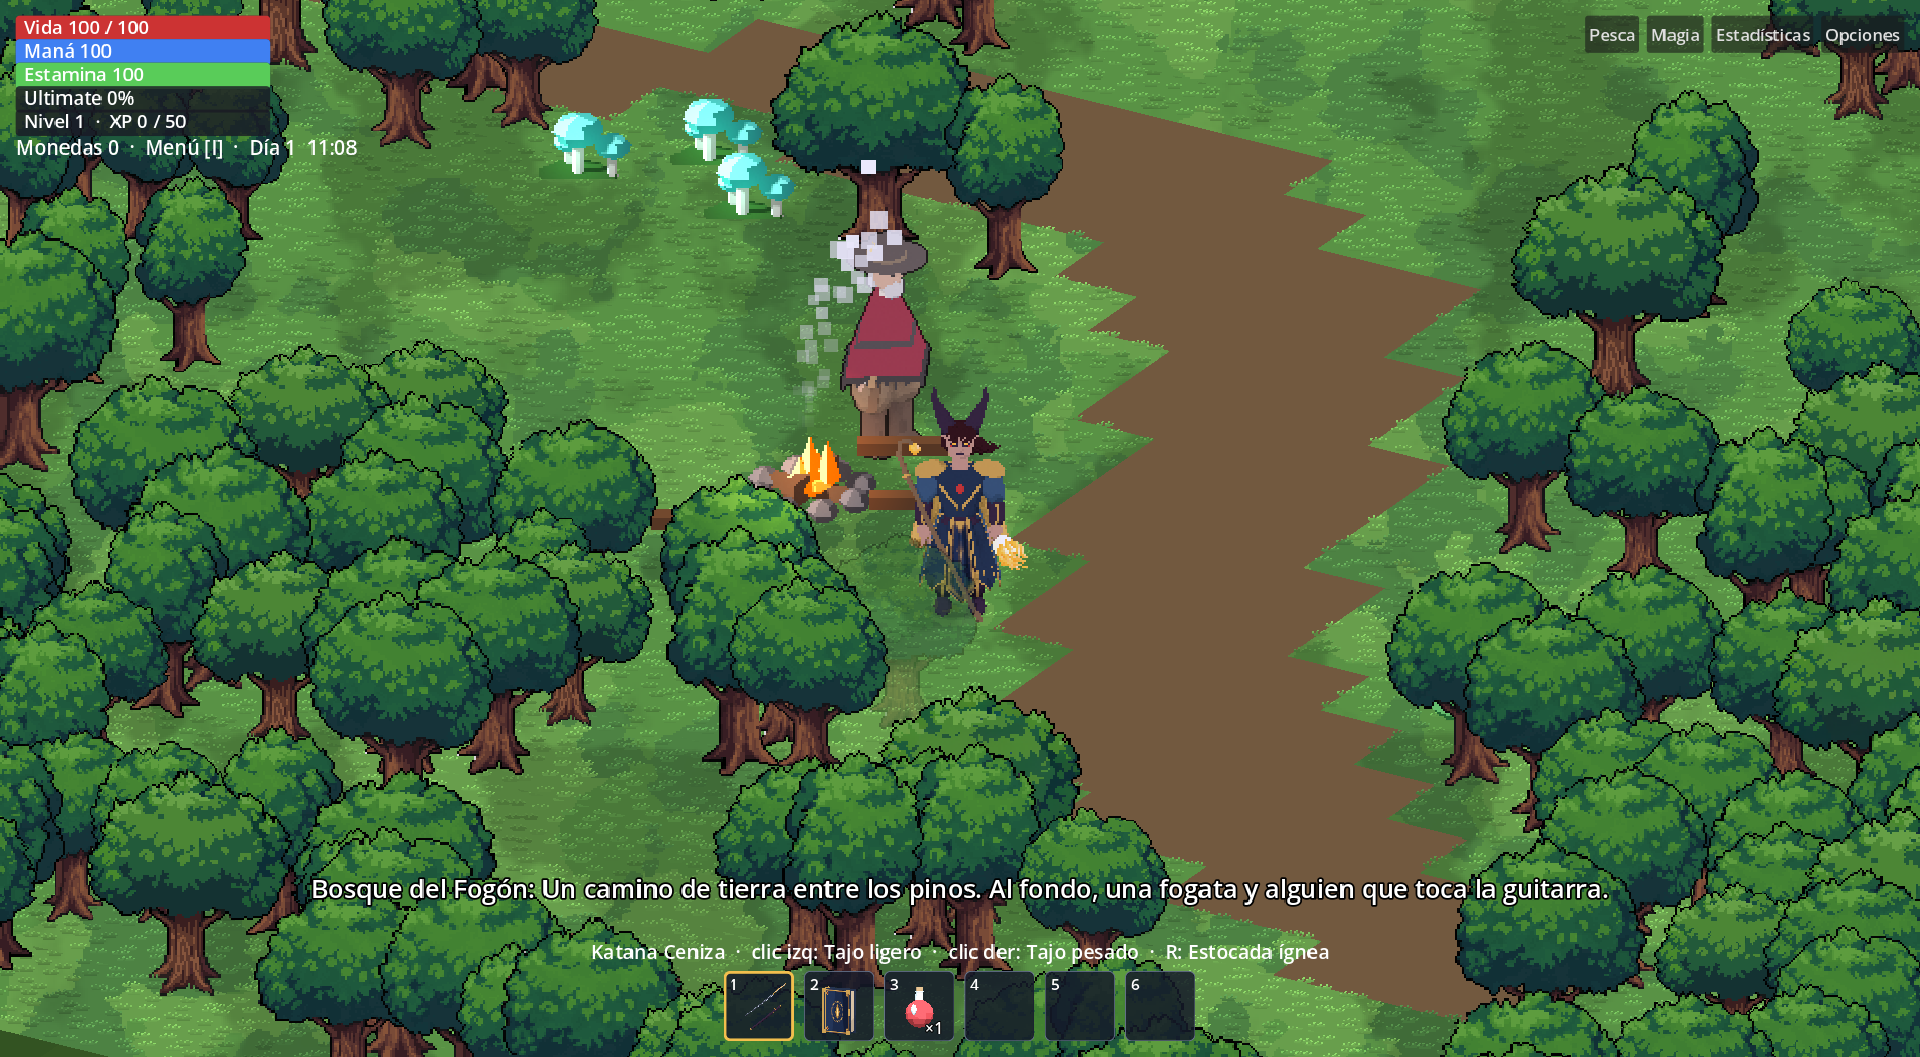 Vida 100 / 100
Maná 100
Estamina 100
Ultimate 0%
Nivel 1 · XP 0 / 50
Monedas 0 · Menú [I] · Día 1 11:08
Pesca Magia Estadísticas Opciones
Bosque del Fogón: Un camino de tierra entre los pinos. Al fondo, una fogata y alguien que toca la guitarra.
Katana Ceniza · clic izq: Tajo ligero · clic der: Tajo pesado · R: Estocada ígnea
1 2 3 4 5 6
×1